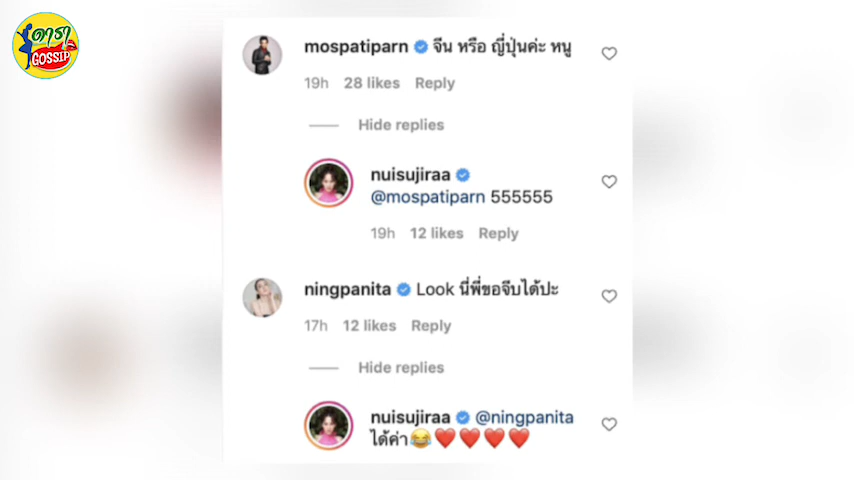 ดารา
GOSSIP
mospatiparn จีน หรือ ญี่ปุ่นค่ะ หนู
19h 28 likes Reply
Hide replies
nuisujiraa
@mospatiparn 555555
19h 12 likes Reply
ningpanita Look นี่พี่ขอจีบได้ปะ
17h 12 likes Reply
Hide replies
nuisujiraa @ningpanita
ได้ค่า😂❤️❤️❤️❤️